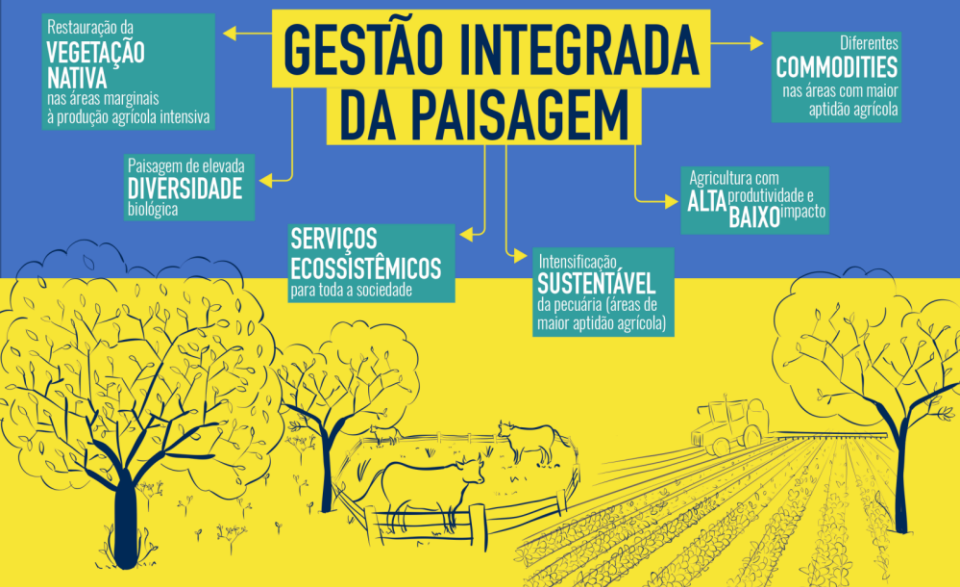 GESTÃO INTEGRADA
DA PAISAGEM
Restauração da
VEGETAÇÃO
NATIVA
nas áreas marginais
à produção agrícola intensiva
Paisagem de elevada
DIVERSIDADE
biológica
SERVIÇOS
ECOSSISTÊMICOS
para toda a sociedade
Intensificação
SUSTENTÁVEL
da pecuária (áreas de
maior aptidão agrícola)
Agricultura com
ALTA produtividade e
BAIXO impacto
Diferentes
COMMODITIES
nas áreas com maior
aptidão agrícola